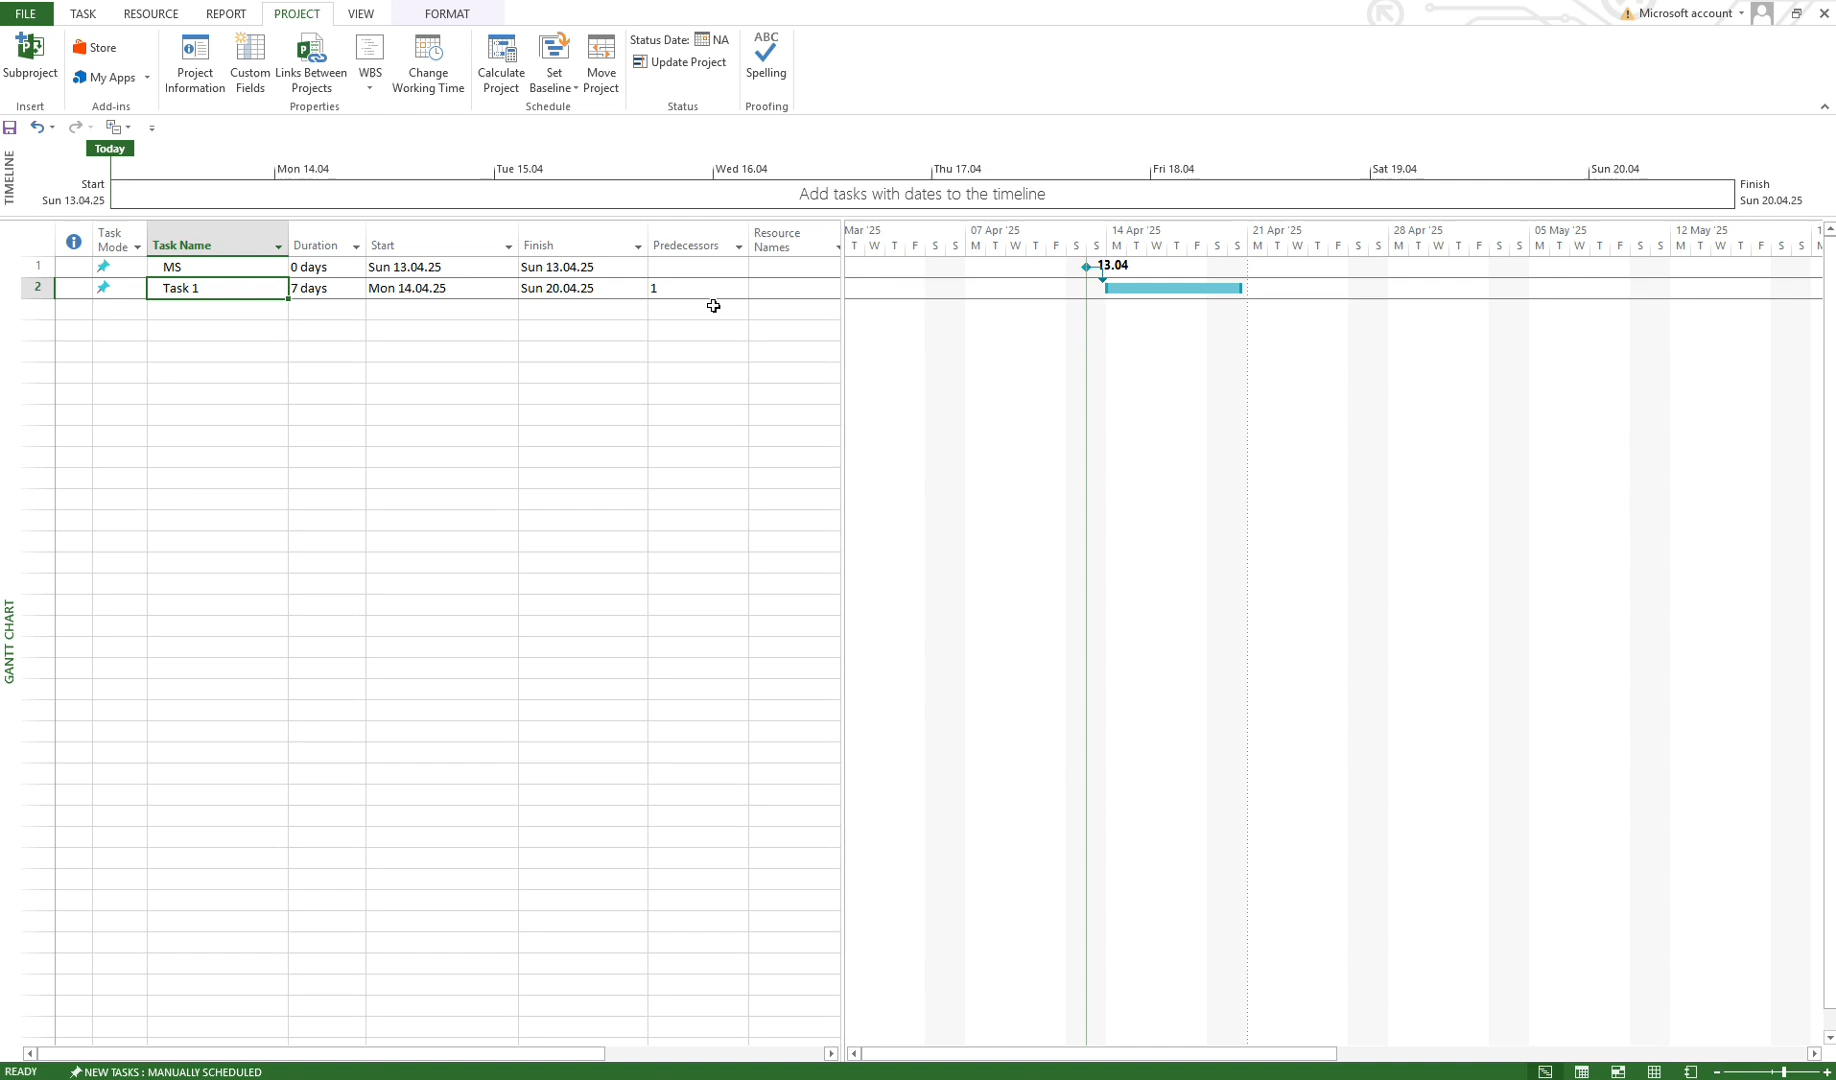 FILE TASK RESOURCE REPORT PROJECT VIEW FORMAT Microsoft account
Subproject
Store
My Apps
Project Information
Custom Fields
Links Between Projects
WBS
Change Working Time
Calculate Project
Set Baseline
Move Project
Status Date: NA
Update Project
ABC
Spelling
Insert Add-ins Properties Schedule Status Proofing
TIMELINE
Today
Mon 14.04 Tue 15.04 Wed 16.04 Thu 17.04 Fri 18.04 Sat 19.04 Sun 20.04
Start
Sun 13.04.25
Add tasks with dates to the timeline
Finish
Sun 20.04.25
Task Mode Task Name Duration Start Finish Predecessors Resource Names
Mar '25 07 Apr '25 14 Apr '25 21 Apr '25 28 Apr '25 05 May '25 12 May '25 1
T W T F S S M T W T F S S M T W T F S S M T W T F S S M T W T F S S M T W T F S S M T W T F S S M
1 MS 0 days Sun 13.04.25 Sun 13.04.25
13.04
2 Task 1 7 days Mon 14.04.25 Sun 20.04.25 1
GANTT CHART
READY NEW TASKS : MANUALLY SCHEDULED